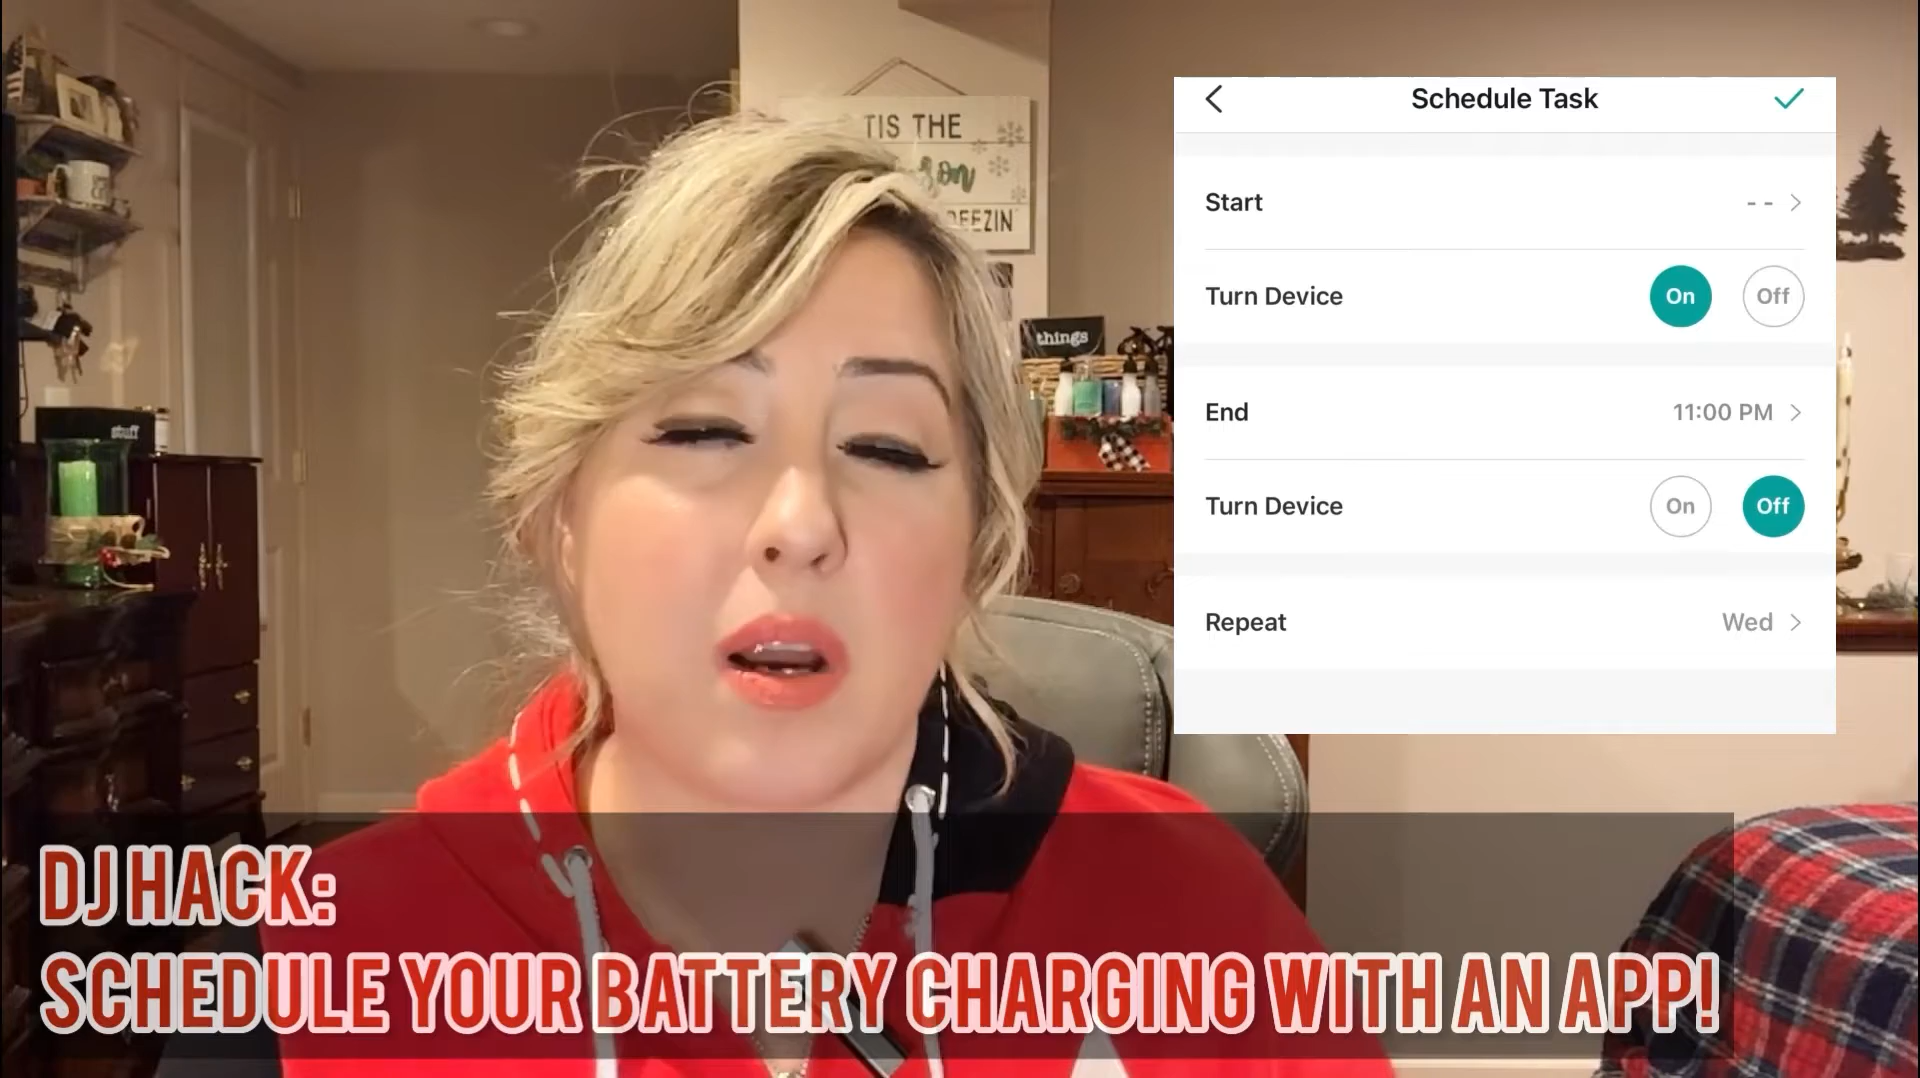 TIS THE
things
stuff
Schedule Task
Start -- >
Turn Device On Off
End 11:00 PM >
Turn Device On Off
Repeat Wed >
DJ HACK:
SCHEDULE YOUR BATTERY CHARGING WITH AN APP!